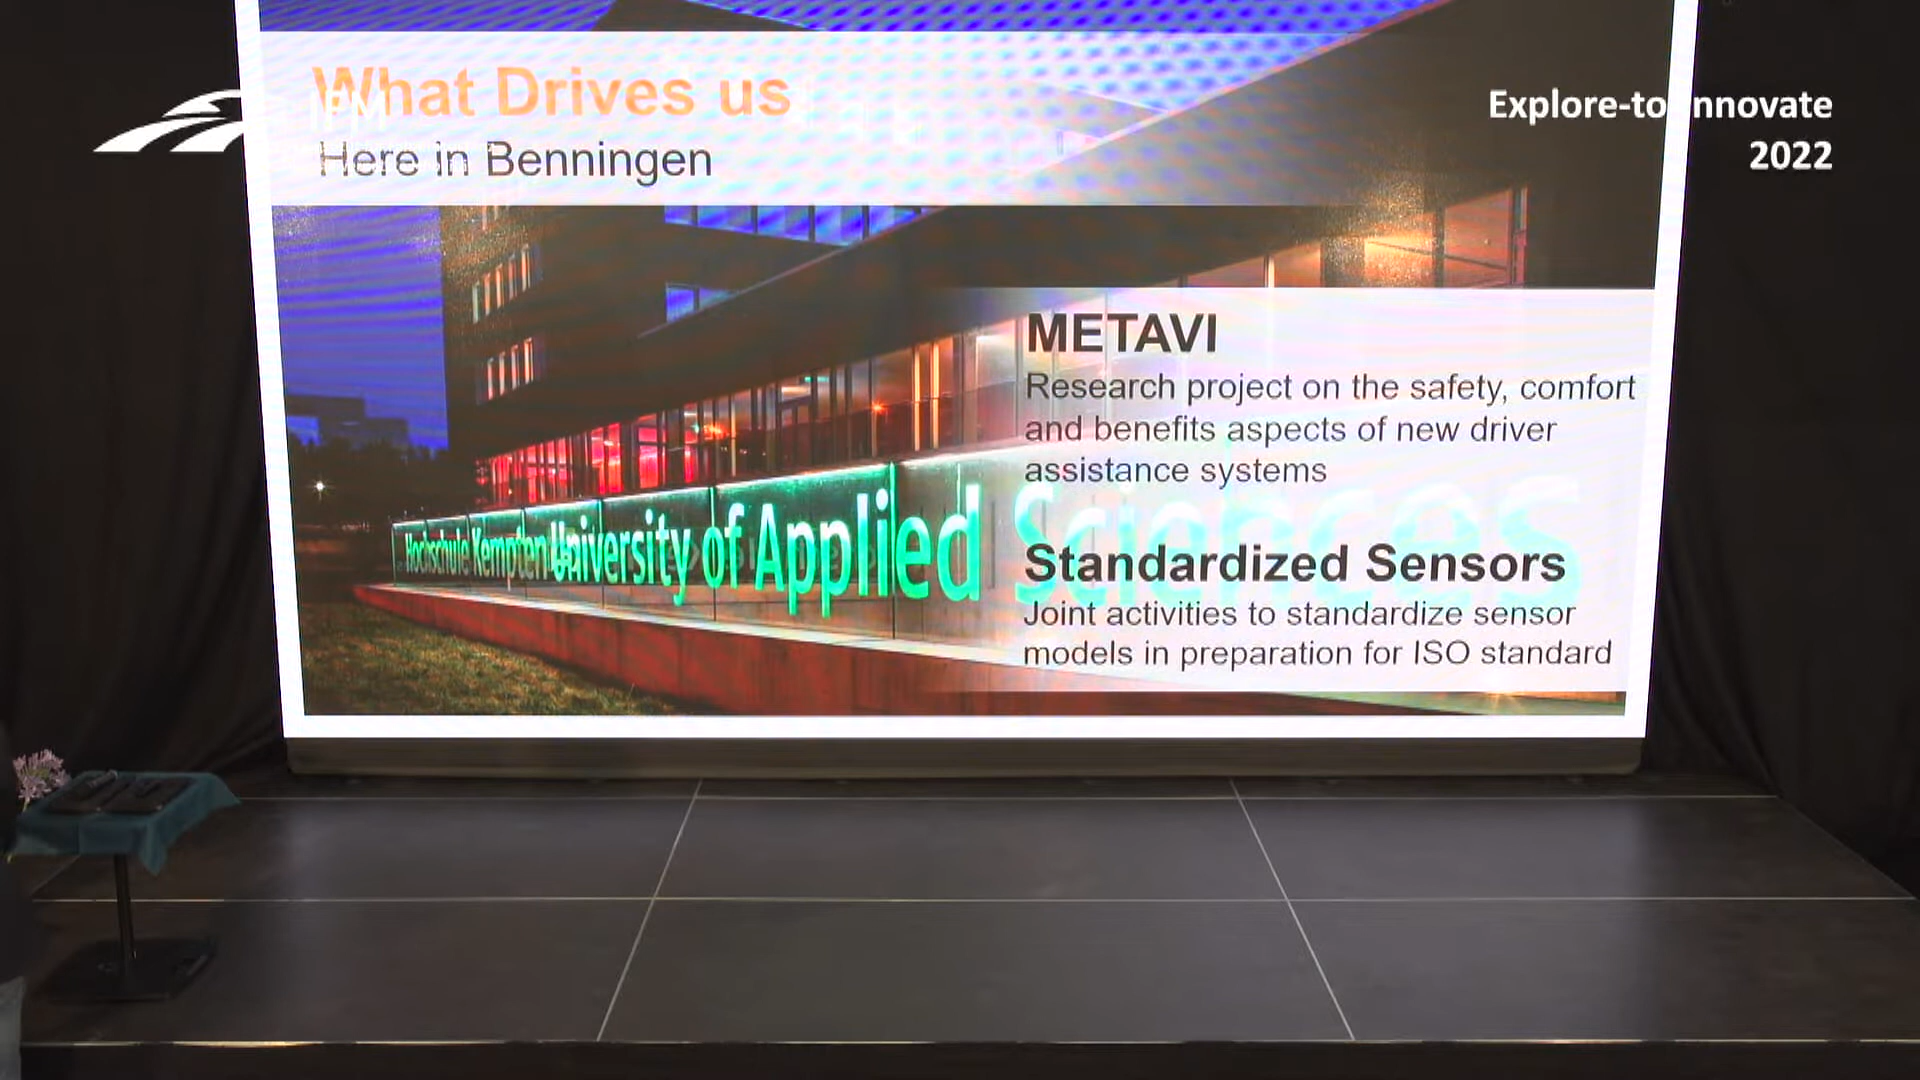 What Drives us
Here in Benningen
IFM
Explore-to-Innovate
2022
METAVI
Research project on the safety, comfort
and benefits aspects of new driver
assistance systems
Hochschule Kempten University of Applied Sciences
Standardized Sensors
Joint activities to standardize sensor
models in preparation for ISO standard